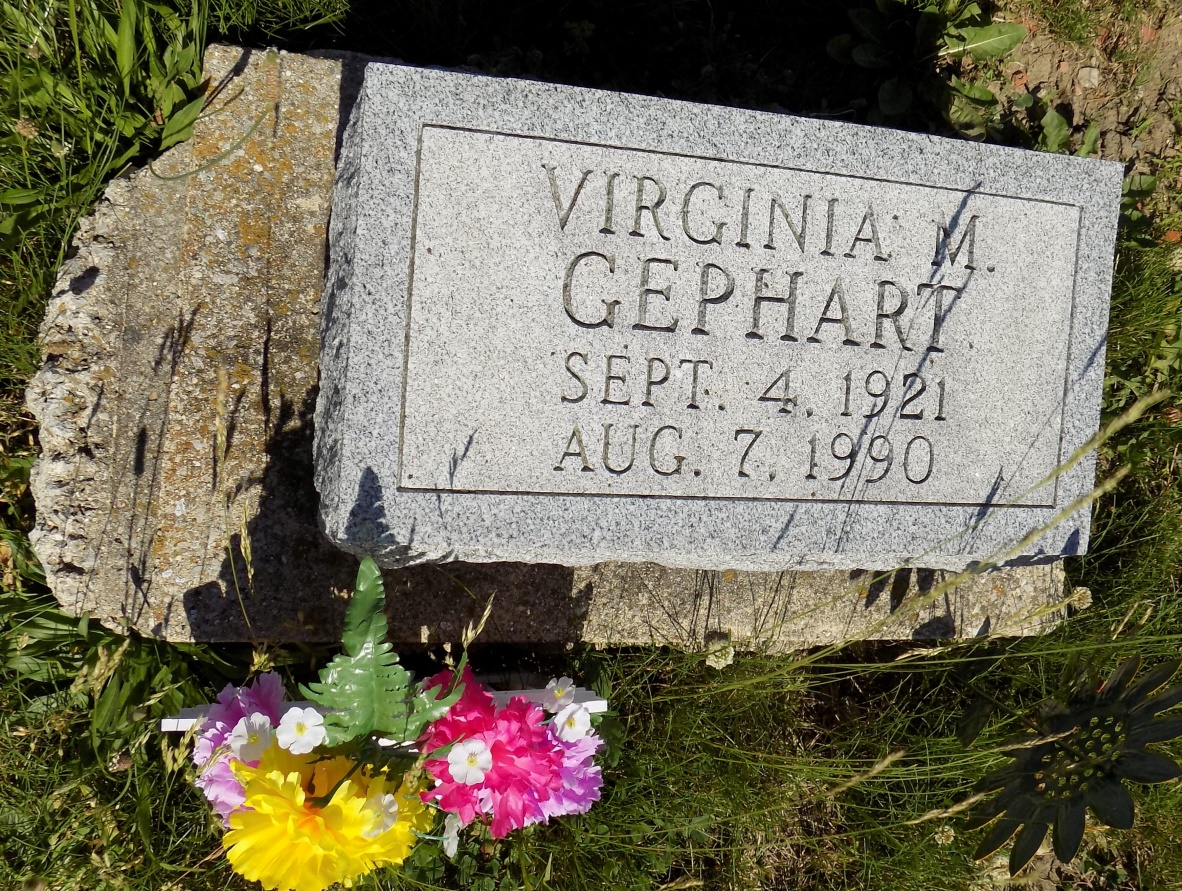 VIRGINIA M.
GEPHART
SEPT. 4, 1921
AUG. 7, 1990